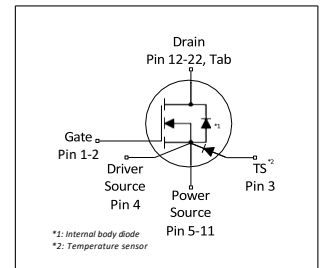 Drain
Pin 12-22, Tab
*1
Gate
Pin 1-2
Driver
Source
Pin 4
Power
Source
Pin 5-11
TS*2
Pin 3
*1: Internal body diode
*2: Temperature sensor